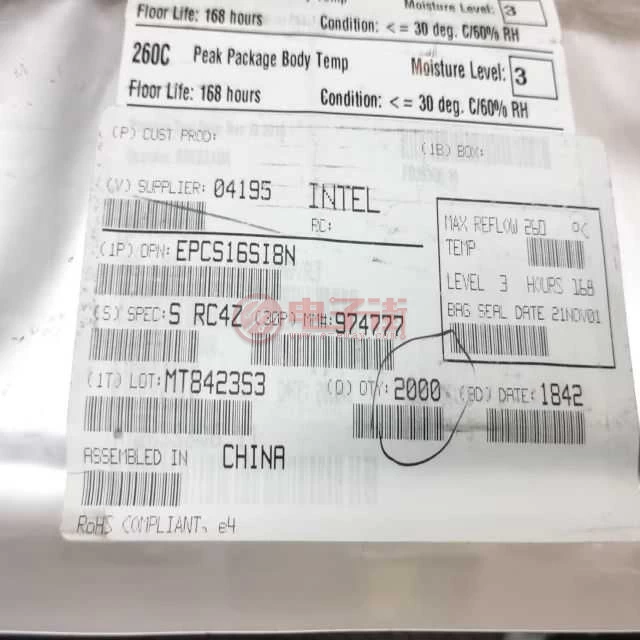 Moisture Level: 3
Floor Life: 168 hours Condition: < = 30 deg. C/60% RH
260C Peak Package Body Temp Moisture Level: 3
Floor Life: 168 hours Condition: < = 30 deg. C/60% RH
(P) CUST PROD: (1B) BOX:
(V) SUPPLIER: 04195 INTEL
RC:
MAX REFLOW 260 °C
TEMP
(1P) OPN: EPCS16SI8N
LEVEL 3 HOURS 168
BAG SEAL DATE 21NOV01
(S) SPEC: S RC4Z (30P) MM#: 974777
电子市
(1T) LOT: MT8423S3 (Q) QTY: 2000 (9D) DATE: 1842
ASSEMBLED IN CHINA
RoHS COMPLIANT, e4